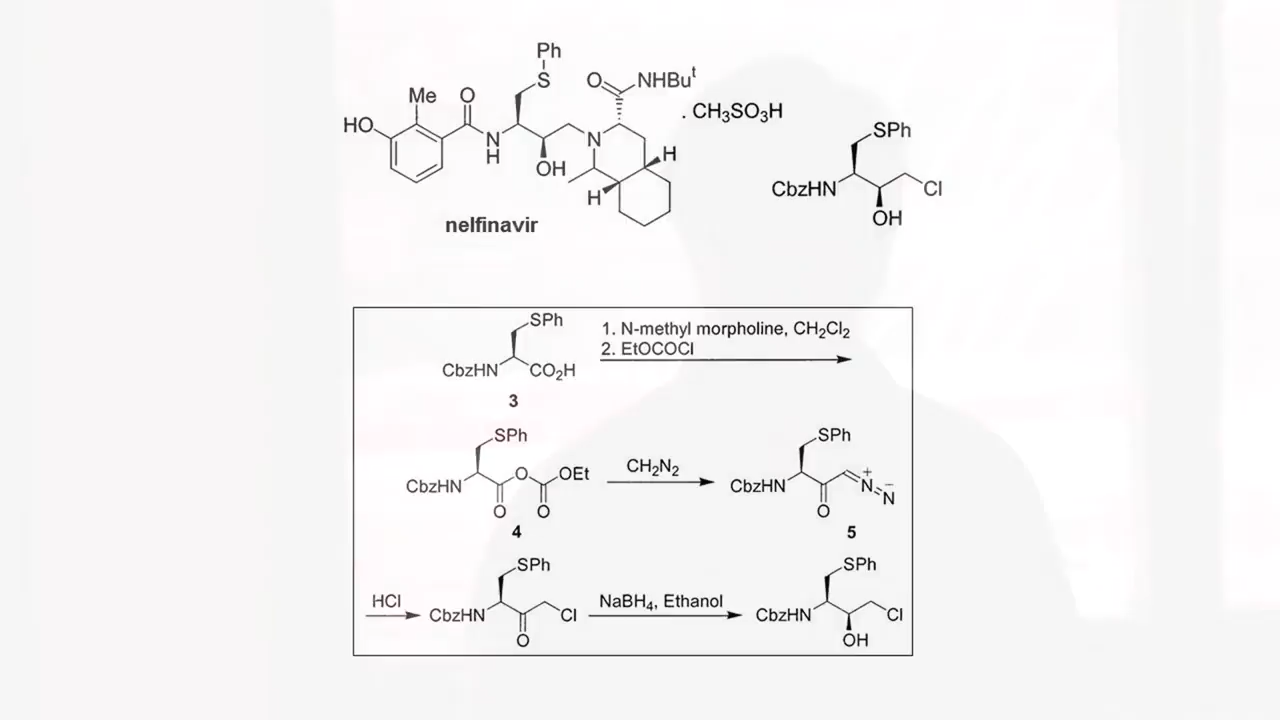 Ph
S
O
NHBuᵗ
Me
O
HO
N
H
OH
N
H
H
. CH₃SO₃H
nelfinavir
SPh
CbzHN
Cl
OH
SPh
CbzHN
CO₂H
3
1. N-methyl morpholine, CH₂Cl₂
2. EtOCOCl
SPh
CbzHN
O
OEt
O
O
4
CH₂N₂
SPh
CbzHN
O
+
N
−
N
5
HCl
SPh
CbzHN
Cl
O
NaBH₄, Ethanol
SPh
CbzHN
Cl
OH